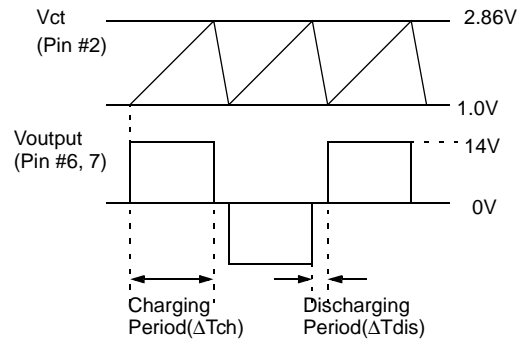 Vct
(Pin #2)
2.86V
1.0V
Voutput
(Pin #6, 7)
14V
0V
Charging
Period(ΔTch)
Discharging
Period(ΔTdis)